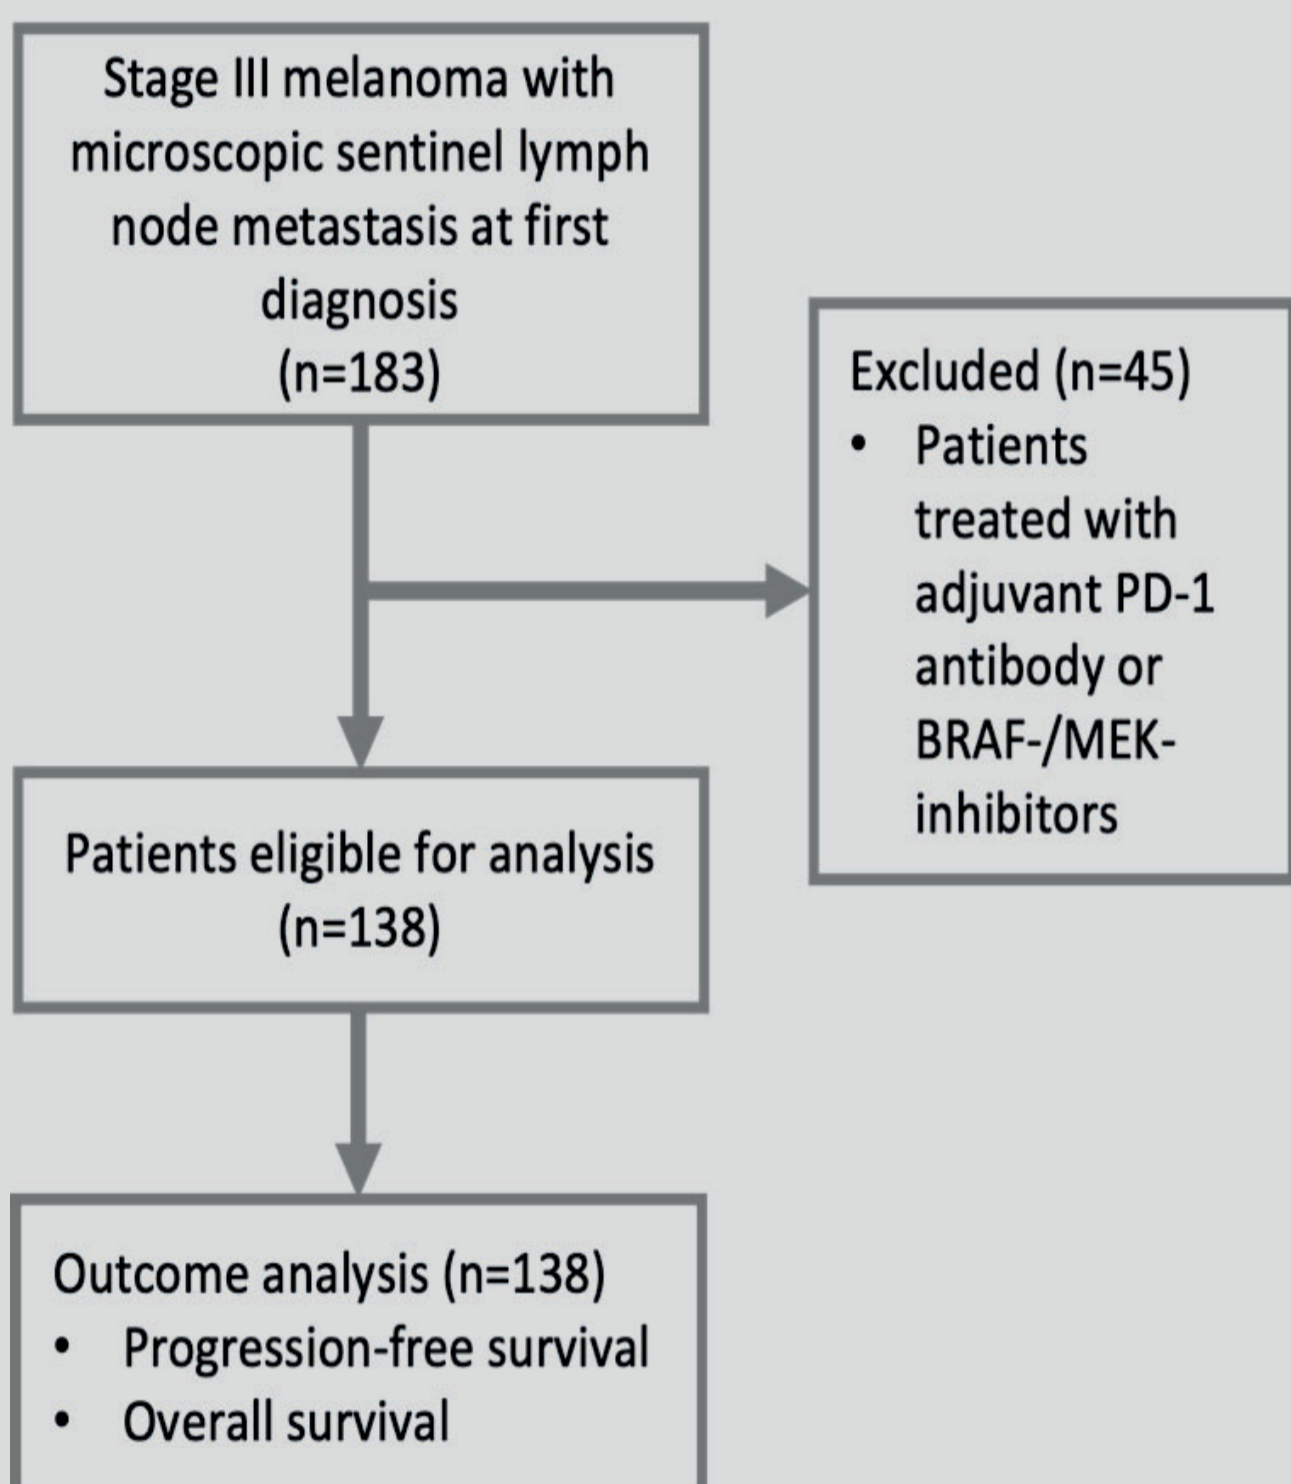 Stage III melanoma with
microscopic sentinel lymph
node metastasis at first
diagnosis
(n=183)
Excluded (n=45)
• Patients
treated with
adjuvant PD-1
antibody or
BRAF-/MEK-
inhibitors
Patients eligible for analysis
(n=138)
Outcome analysis (n=138)
• Progression-free survival
• Overall survival